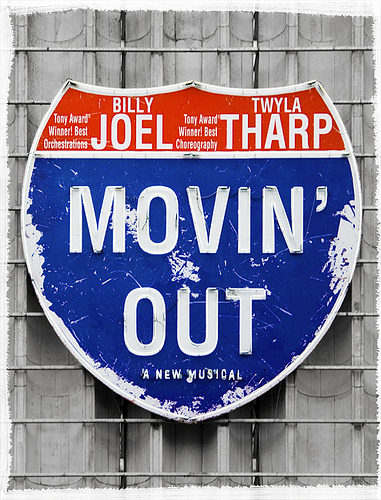 BILLY TWYLA
Tony Award Winner! Best Orchestrations JOEL Tony Award Winner! Best Choreography THARP
MOVIN'
OUT
A NEW MUSICAL